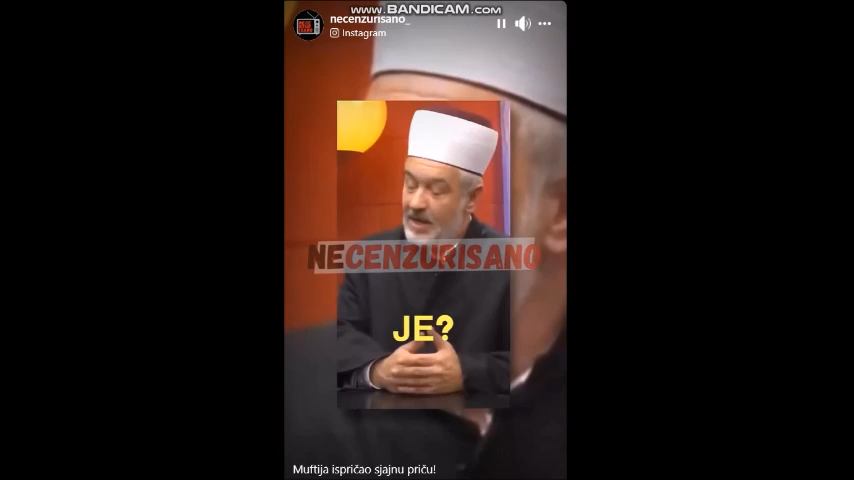 WWW.BANDICAM.COM
necenzurisano_
Instagram
NECENZURISANO
JE?
Muftija ispričao sjajnu priču!